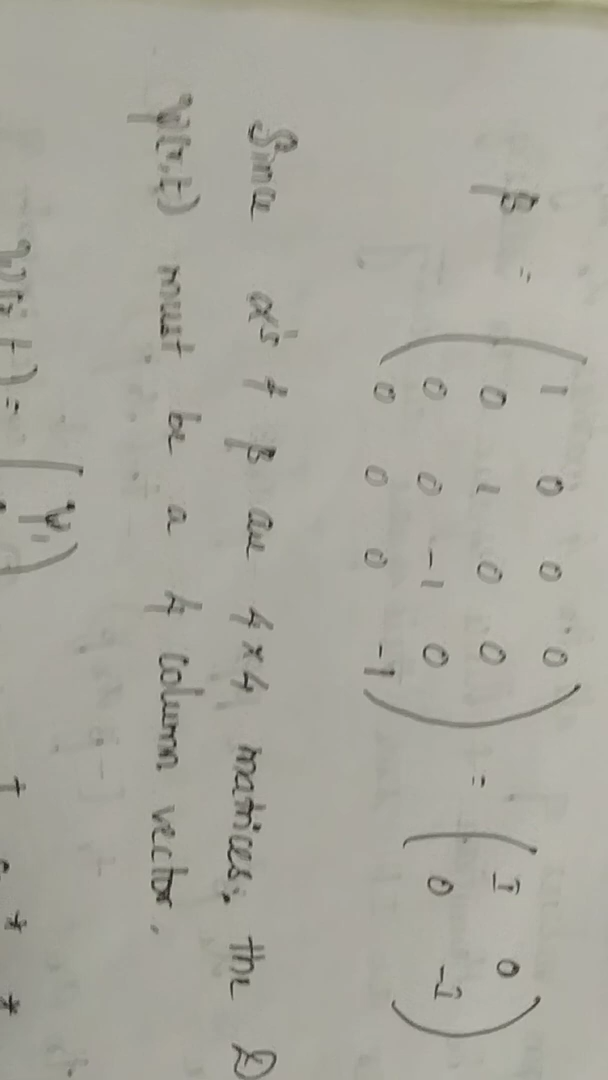 β = ( 1 0 0 0 = ( I 0
0 1 0 0 0 -I )
0 0 -1 0
0 0 0 -1 )
Since α's & β are 4×4 matrices, the D
ψ(r,t) must be a 4 column vector.
ψ(r,t) = ( ψ₁ )